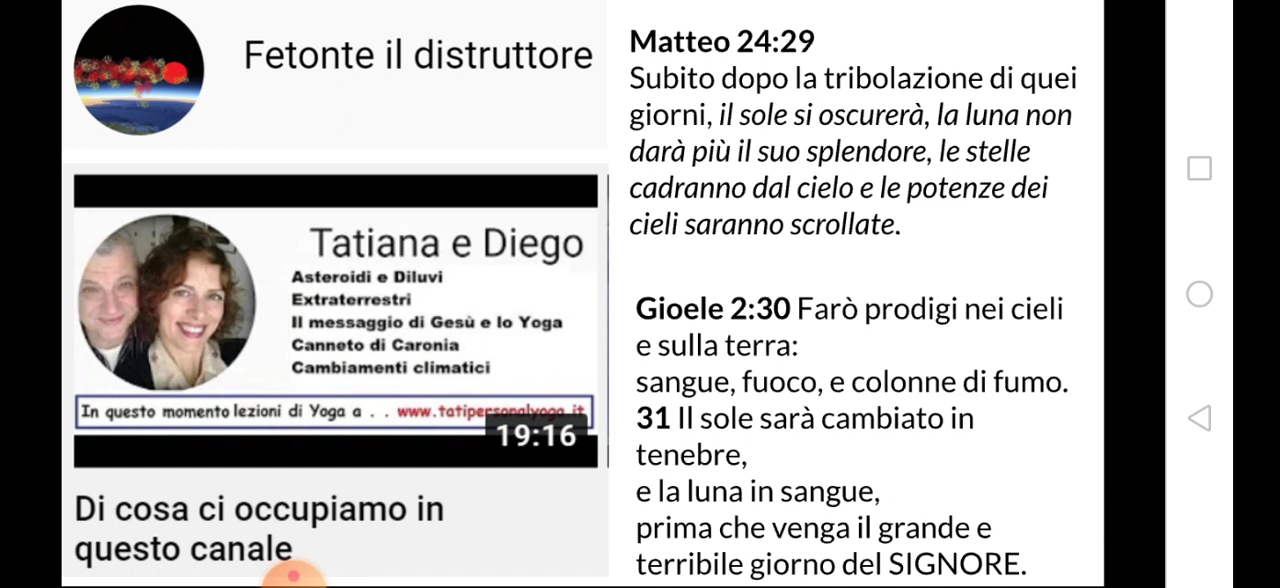 Fetonte il distruttore
Tatiana e Diego
Asteroidi e Diluvi
Extraterrestri
Il messaggio di Gesù e lo Yoga
Canneto di Caronia
Cambiamenti climatici
In questo momento lezioni di Yoga a . . www.tatipersonalyoga.it
19:16
Di cosa ci occupiamo in
questo canale
Matteo 24:29
Subito dopo la tribolazione di quei
giorni, il sole si oscurerà, la luna non
darà più il suo splendore, le stelle
cadranno dal cielo e le potenze dei
cieli saranno scrollate.
Gioele 2:30 Farò prodigi nei cieli
e sulla terra:
sangue, fuoco, e colonne di fumo.
31 Il sole sarà cambiato in
tenebre,
e la luna in sangue,
prima che venga il grande e
terribile giorno del SIGNORE.